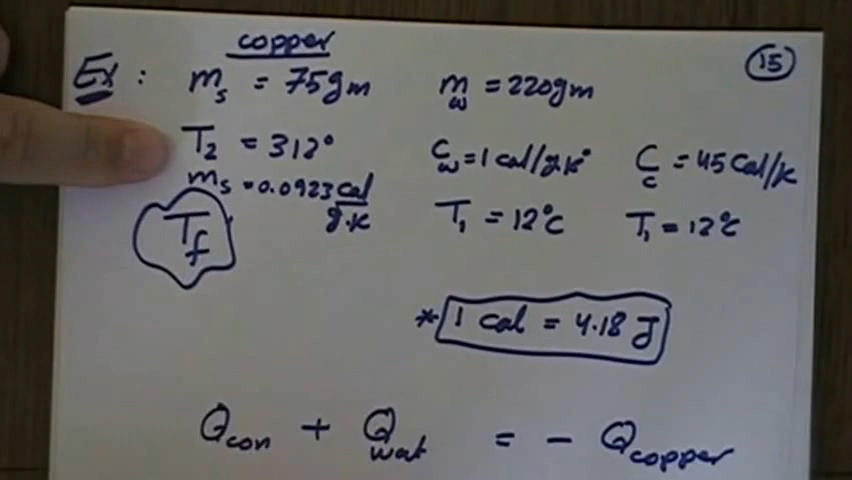 copper
15
Ex : ms = 75gm mw = 220gm
T2 = 312°
cw = 1 cal/g.k° Cc = 45 Cal/k
ms = 0.0923 cal/g.k
T1 = 12°c T1 = 12°c
Tf
* 1 cal = 4.18 J
Qcon + Qwat = - Qcopper